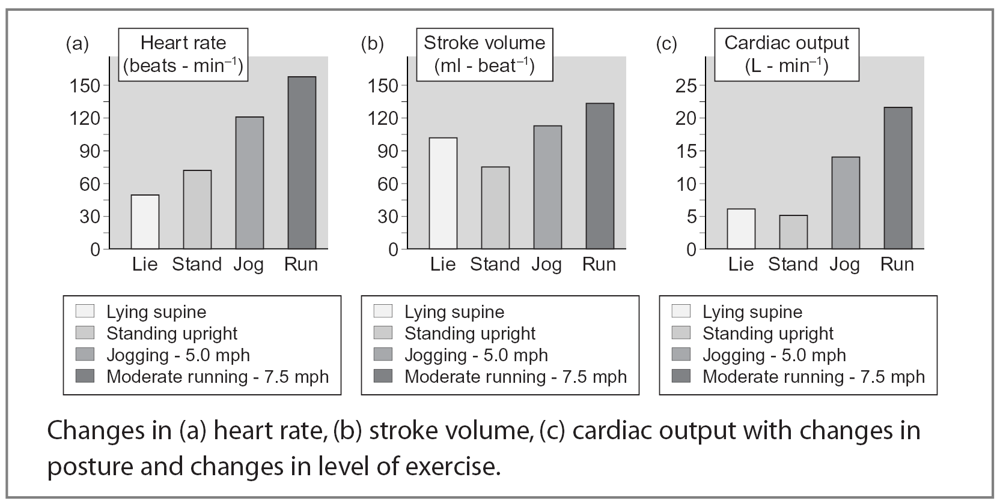 (a) Heart rate
(beats - min–1)
150
120
90
60
30
0
Lie Stand Jog Run
Lying supine
Standing upright
Jogging - 5.0 mph
Moderate running - 7.5 mph
(b) Stroke volume
(ml - beat–1)
150
120
90
60
30
0
Lie Stand Jog Run
Lying supine
Standing upright
Jogging - 5.0 mph
Moderate running - 7.5 mph
(c) Cardiac output
(L - min–1)
25
20
15
10
5
0
Lie Stand Jog Run
Lying supine
Standing upright
Jogging - 5.0 mph
Moderate running - 7.5 mph
Changes in (a) heart rate, (b) stroke volume, (c) cardiac output with changes in
posture and changes in level of exercise.